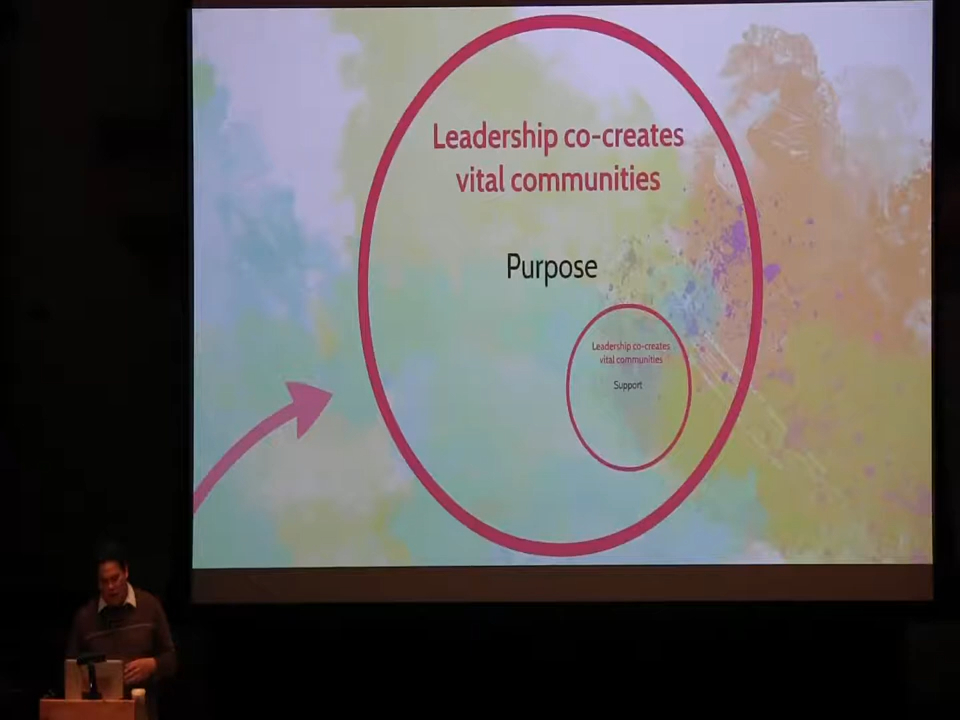 Leadership co-creates
vital communities
Purpose
Leadership co-creates
vital communities
Support